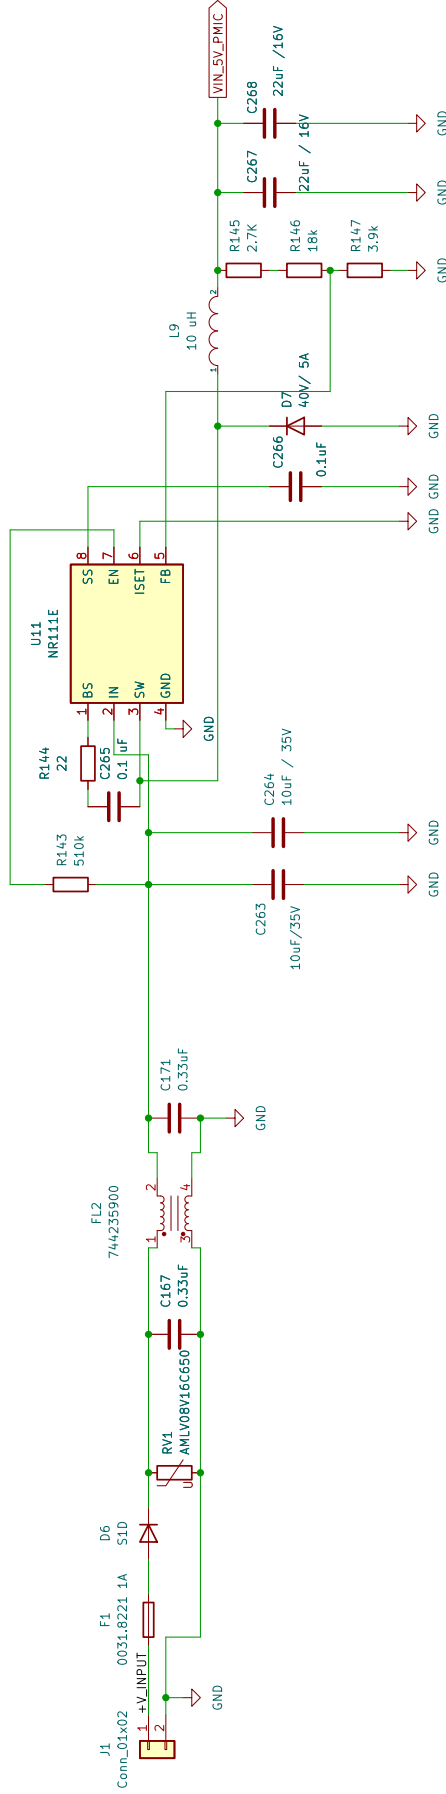 VIN_5V_PMIC
C268
22uF /16V
GND
C267
22uF / 16V
GND
R145
2.7K
R146
18k
R147
3.9k
GND
L9
10 uH
1
2
D7
40V/ 5A
GND
C266
0.1uF
GND
GND
U11
NR111E
8
7
6
5
SS
EN
ISET
FB
BS
IN
SW
GND
1
2
3
4
GND
R144
22
C265
0.1 uF
C264
10uF / 35V
GND
R143
510k
C263
10uF/35V
GND
C171
0.33uF
GND
FL2
744235900
2
4
1
3
C167
0.33uF
RV1
AMLV08V16C650
U
D6
S1D
F1
0031.8221 1A
+V_INPUT
GND
J1
Conn_01x02
1
2